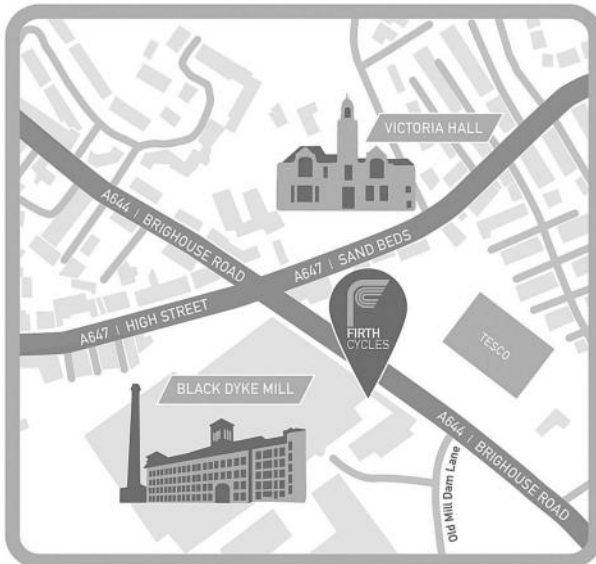 VICTORIA HALL
A644 | BRIGHOUSE ROAD
A647 | SAND BEDS
A647 | HIGH STREET
FIRTH
CYCLES
TESCO
BLACK DYKE MILL
A644 | BRIGHOUSE ROAD
Old Mill Dam Lane